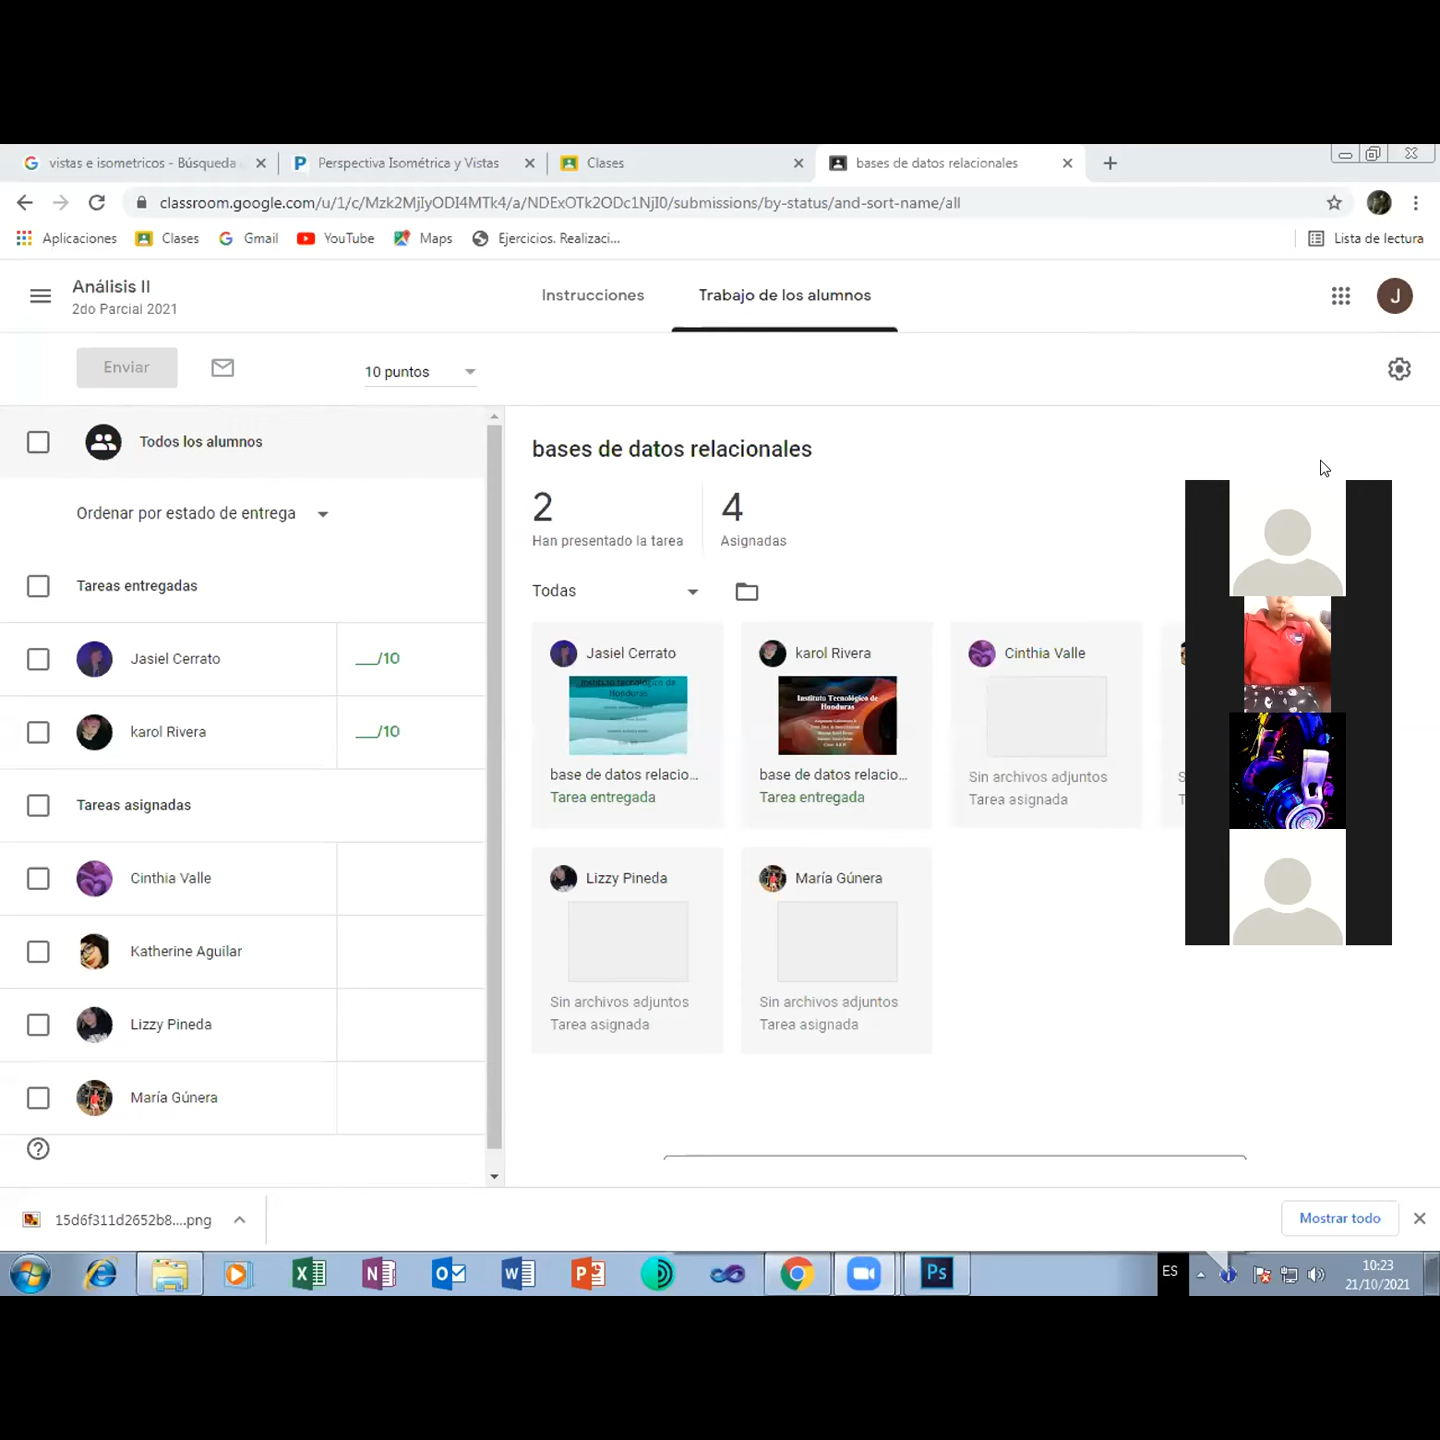 vistas e isometricos - Búsqueda
Perspectiva Isométrica y Vistas
Clases
bases de datos relacionales
classroom.google.com/u/1/c/Mzk2MjIyODI4MTk4/a/NDExOTk2ODc1NjI0/submissions/by-status/and-sort-name/all
Aplicaciones
Clases
Gmail
YouTube
Maps
Ejercicios. Realizaci...
Lista de lectura
Análisis II
2do Parcial 2021
Instrucciones
Trabajo de los alumnos
J
Enviar
10 puntos
Todos los alumnos
Ordenar por estado de entrega
Tareas entregadas
Jasiel Cerrato
___/10
karol Rivera
___/10
Tareas asignadas
Cinthia Valle
Katherine Aguilar
Lizzy Pineda
María Gúnera
bases de datos relacionales
2
Han presentado la tarea
4
Asignadas
Todas
Jasiel Cerrato
Instituto Tecnológico de
Honduras
base de datos relacio...
Tarea entregada
karol Rivera
Instituto Tecnológico de
Honduras
base de datos relacio...
Tarea entregada
Cinthia Valle
Sin archivos adjuntos
Tarea asignada
S
T
Lizzy Pineda
Sin archivos adjuntos
Tarea asignada
María Gúnera
Sin archivos adjuntos
Tarea asignada
15d6f311d2652b8....png
Mostrar todo
ES
10:23
21/10/2021